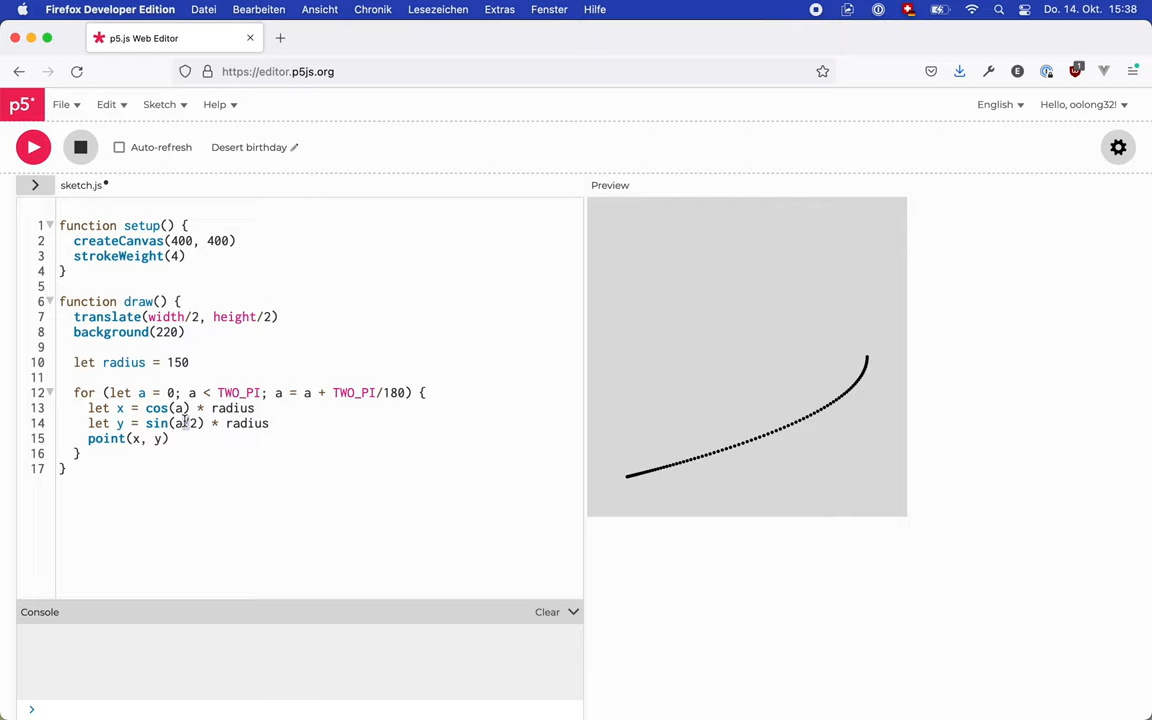 Firefox Developer Edition Datei Bearbeiten Ansicht Chronik Lesezeichen Extras Fenster Hilfe Do. 14. Okt. 15:38
p5.js Web Editor
https://editor.p5js.org
1
p5* File Edit Sketch Help English Hello, oolong32!
Auto-refresh Desert birthday
sketch.js Preview
1 function setup() {
2 createCanvas(400, 400)
3 strokeWeight(4)
4 }
5
6 function draw() {
7 translate(width/2, height/2)
8 background(220)
9
10 let radius = 150
11
12 for (let a = 0; a < TWO_PI; a = a + TWO_PI/180) {
13 let x = cos(a) * radius
14 let y = sin(a/2) * radius
15 point(x, y)
16 }
17 }
Console Clear